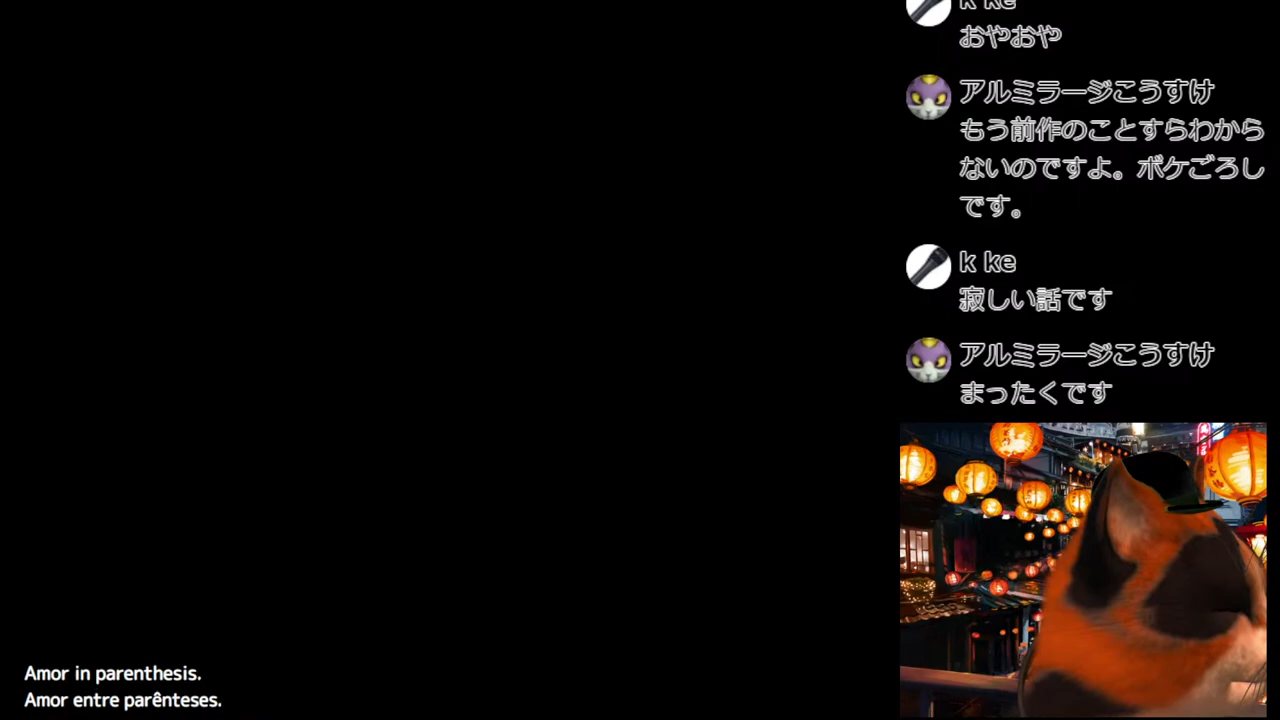 k ke
おやおや
アルミラージこうすけ
もう前作のことすらわから
ないのですよ。ボケごろし
です。
k ke
寂しい話です
アルミラージこうすけ
まったくです
Amor in parenthesis.
Amor entre parênteses.